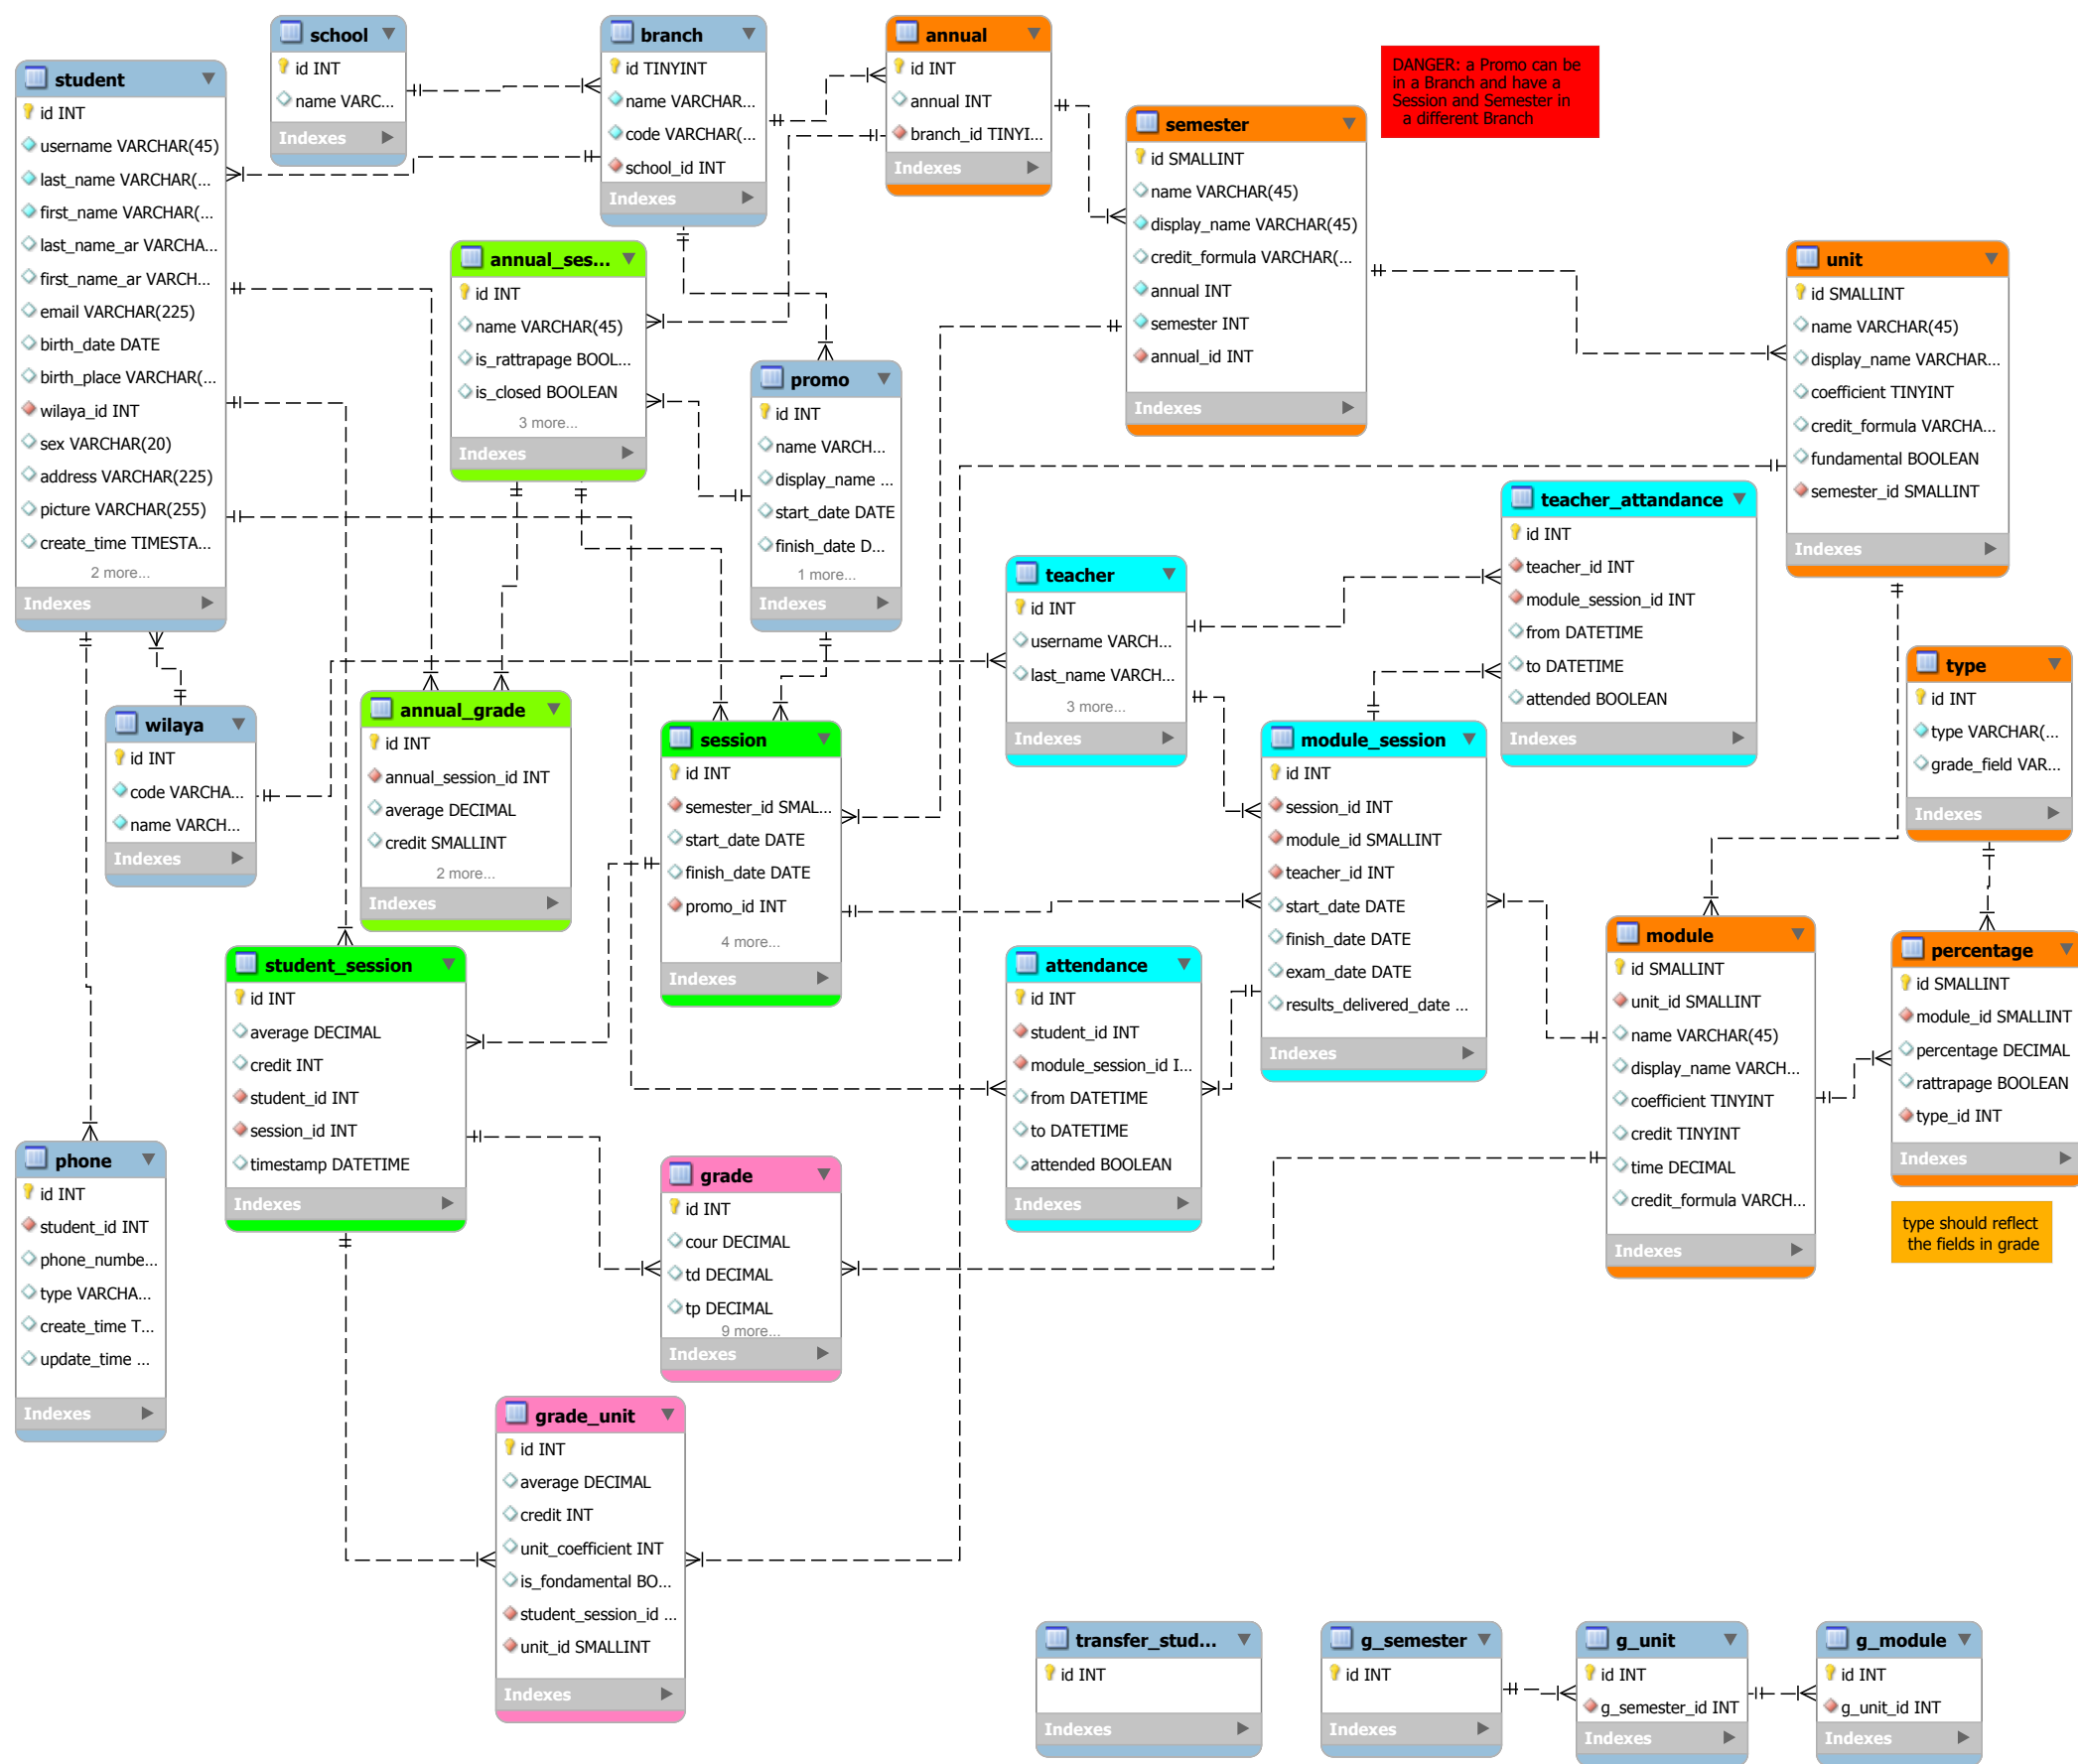 school
id INT
name VARC...
Indexes
branch
id TINYINT
name VARCHAR...
code VARCHAR(...
school_id INT
Indexes
annual
id INT
annual INT
branch_id TINYI...
Indexes
DANGER: a Promo can be
in a Branch and have a
Session and Semester in
a different Branch
student
id INT
username VARCHAR(45)
last_name VARCHAR(...
first_name VARCHAR(...
last_name_ar VARCHA...
first_name_ar VARCH...
email VARCHAR(225)
birth_date DATE
birth_place VARCHAR(...
wilaya_id INT
sex VARCHAR(20)
address VARCHAR(225)
picture VARCHAR(255)
create_time TIMESTA...
2 more...
Indexes
semester
id SMALLINT
name VARCHAR(45)
display_name VARCHAR(45)
credit_formula VARCHAR(...
annual INT
semester INT
annual_id INT
Indexes
annual_ses...
id INT
name VARCHAR(45)
is_rattrapage BOOL...
is_closed BOOLEAN
3 more...
Indexes
unit
id SMALLINT
name VARCHAR(45)
display_name VARCHAR...
coefficient TINYINT
credit_formula VARCHA...
fundamental BOOLEAN
semester_id SMALLINT
Indexes
promo
id INT
name VARCH...
display_name ...
start_date DATE
finish_date D...
1 more...
Indexes
teacher_attandance
id INT
teacher_id INT
module_session_id INT
from DATETIME
to DATETIME
attended BOOLEAN
Indexes
teacher
id INT
username VARCH...
last_name VARCH...
3 more...
Indexes
type
id INT
type VARCHAR(...
grade_field VAR...
Indexes
wilaya
id INT
code VARCHA...
name VARCH...
Indexes
annual_grade
id INT
annual_session_id INT
average DECIMAL
credit SMALLINT
2 more...
Indexes
session
id INT
semester_id SMAL...
start_date DATE
finish_date DATE
promo_id INT
4 more...
Indexes
module_session
id INT
session_id INT
module_id SMALLINT
teacher_id INT
start_date DATE
finish_date DATE
exam_date DATE
results_delivered_date ...
Indexes
module
id SMALLINT
unit_id SMALLINT
name VARCHAR(45)
display_name VARCH...
coefficient TINYINT
credit TINYINT
time DECIMAL
credit_formula VARCH...
Indexes
percentage
id SMALLINT
module_id SMALLINT
percentage DECIMAL
rattrapage BOOLEAN
type_id INT
Indexes
type should reflect
the fields in grade
student_session
id INT
average DECIMAL
credit INT
student_id INT
session_id INT
timestamp DATETIME
Indexes
attendance
id INT
student_id INT
module_session_id I...
from DATETIME
to DATETIME
attended BOOLEAN
Indexes
phone
id INT
student_id INT
phone_numbe...
type VARCHA...
create_time T...
update_time ...
Indexes
grade
id INT
cour DECIMAL
td DECIMAL
tp DECIMAL
9 more...
Indexes
grade_unit
id INT
average DECIMAL
credit INT
unit_coefficient INT
is_fondamental BO...
student_session_id ...
unit_id SMALLINT
Indexes
transfer_stud...
id INT
Indexes
g_semester
id INT
Indexes
g_unit
id INT
g_semester_id INT
Indexes
g_module
id INT
g_unit_id INT
Indexes